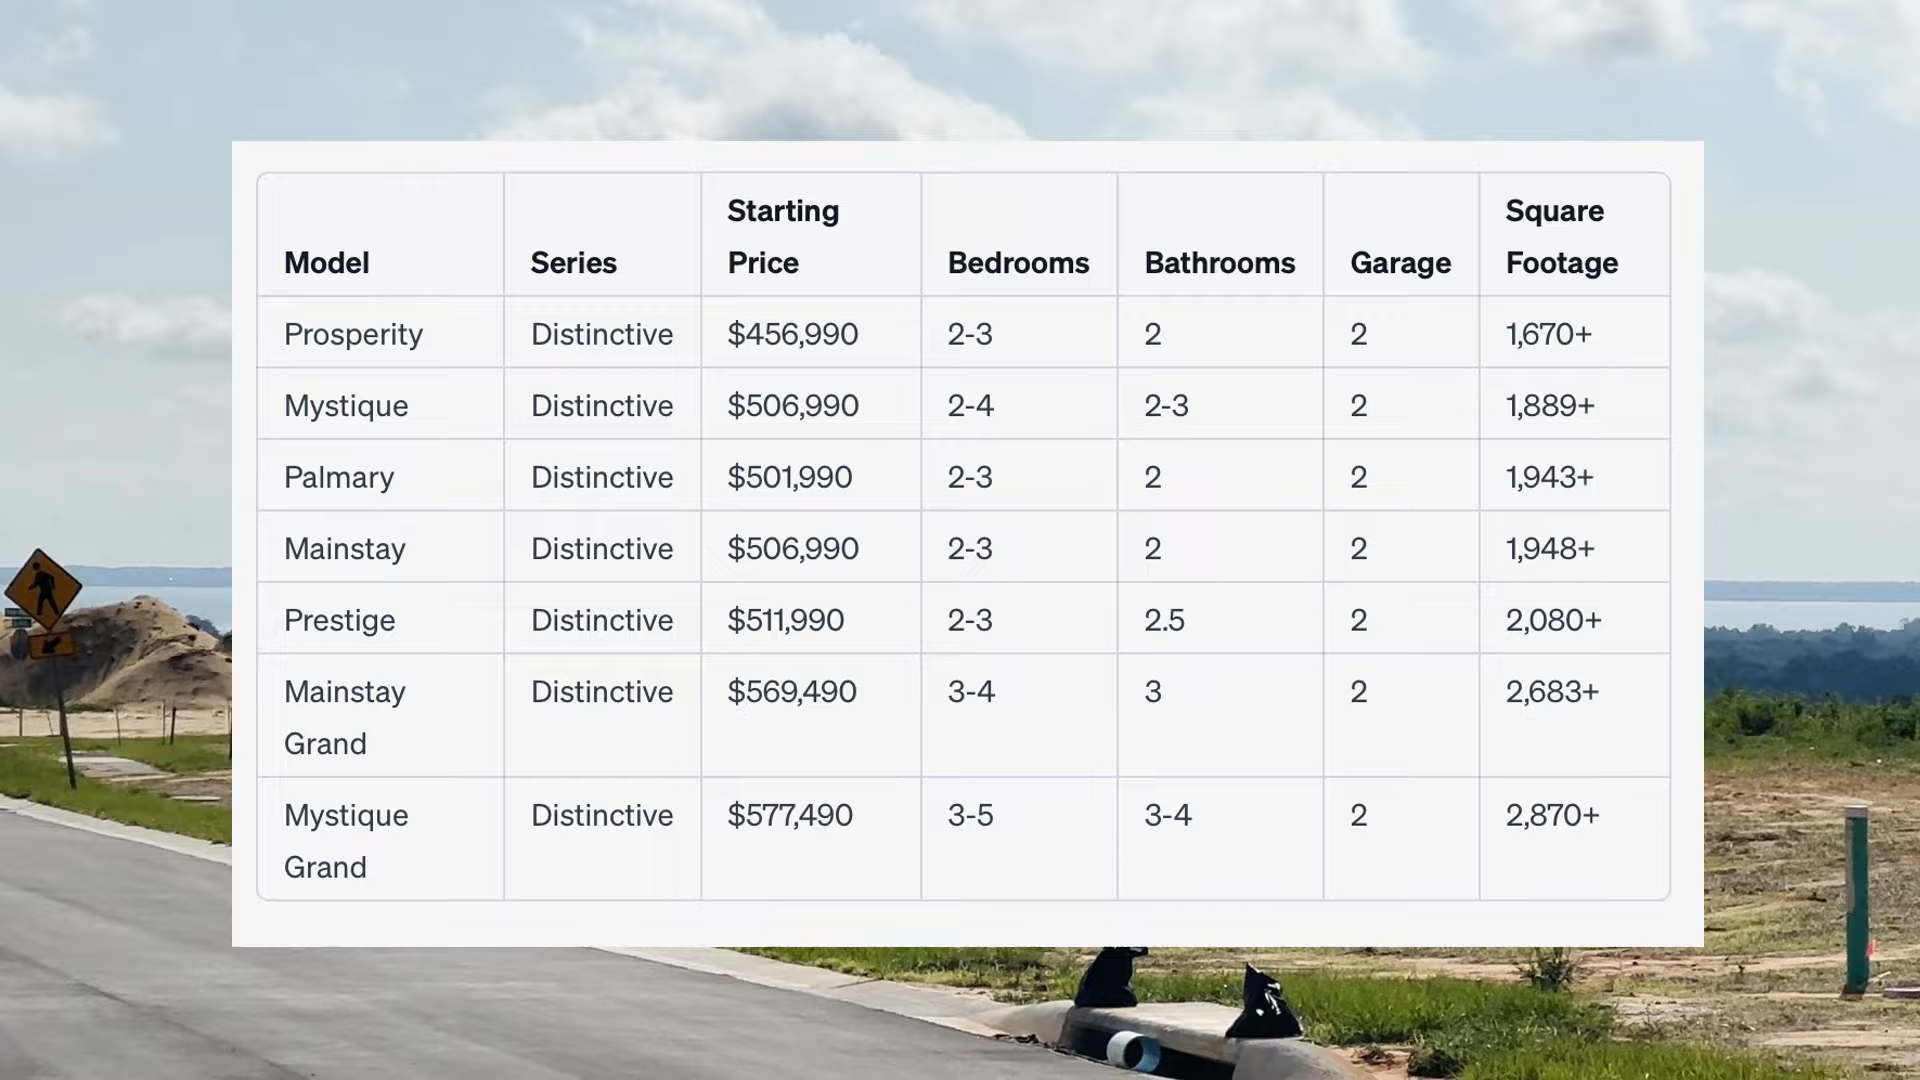 Model Series Starting Price Bedrooms Bathrooms Garage Square Footage
Prosperity Distinctive $456,990 2-3 2 2 1,670+
Mystique Distinctive $506,990 2-4 2-3 2 1,889+
Palmary Distinctive $501,990 2-3 2 2 1,943+
Mainstay Distinctive $506,990 2-3 2 2 1,948+
Prestige Distinctive $511,990 2-3 2.5 2 2,080+
Mainstay Grand Distinctive $569,490 3-4 3 2 2,683+
Mystique Grand Distinctive $577,490 3-5 3-4 2 2,870+